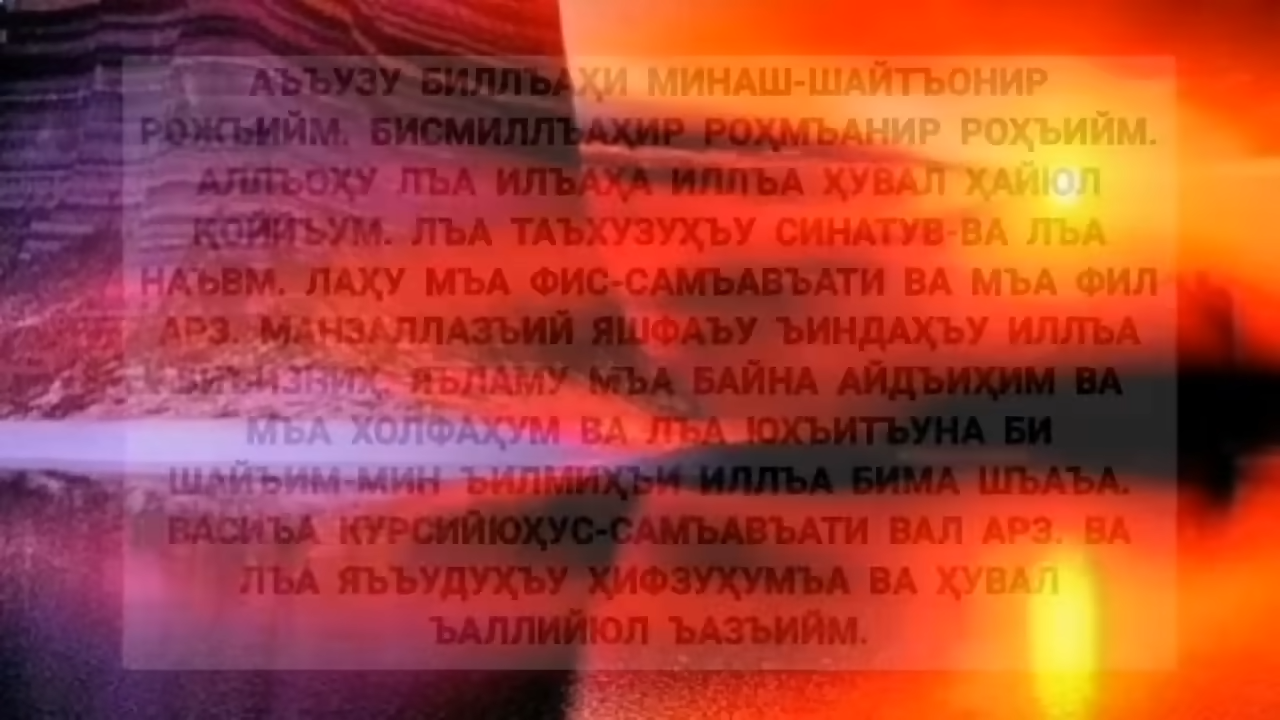 АЪЪУЗУ БИЛЛЪАҲИ МИНАШ-ШАЙТЪОНИР
РОЖЪИЙМ. БИСМИЛЛЪАҲИР РОҲМЪАНИР РОҲЪИЙМ.
АЛЛЪОҲУ ЛЪА ИЛЪАҲА ИЛЛЪА ҲУВАЛ ҲАЙЮЛ
ҚОЙЙЪУМ. ЛЪА ТАЪХУЗУҲЪУ СИНАТУВ-ВА ЛЪА
НАЪВМ. ЛАҲУ МЪА ФИС-САМЪАВЪАТИ ВА МЪА ФИЛ
АРЗ. МАНЗАЛЛАЗЪИЙ ЯШФАЪУ ЪИНДАҲЪУ ИЛЛЪА
ЯЪЛАМУ МЪА БАЙНА АЙДЪИҲИМ ВА
МЪА ХОЛФАҲУМ ВА ЛЪА ЮХЪИТЪУНА БИ
ШАЙЪИМ-МИН ЪИЛМИҲЪИ ИЛЛЪА БИМА ШЪАЪА.
ВАСИЪА КУРСИЙЮҲУС-САМЪАВЪАТИ ВАЛ АРЗ. ВА
ЛЪА ЯЪЪУДУҲЪУ ҲИФЗУҲУМЪА ВА ҲУВАЛ
ЪАЛЛИЙЮЛ ЪАЗЪИЙМ.